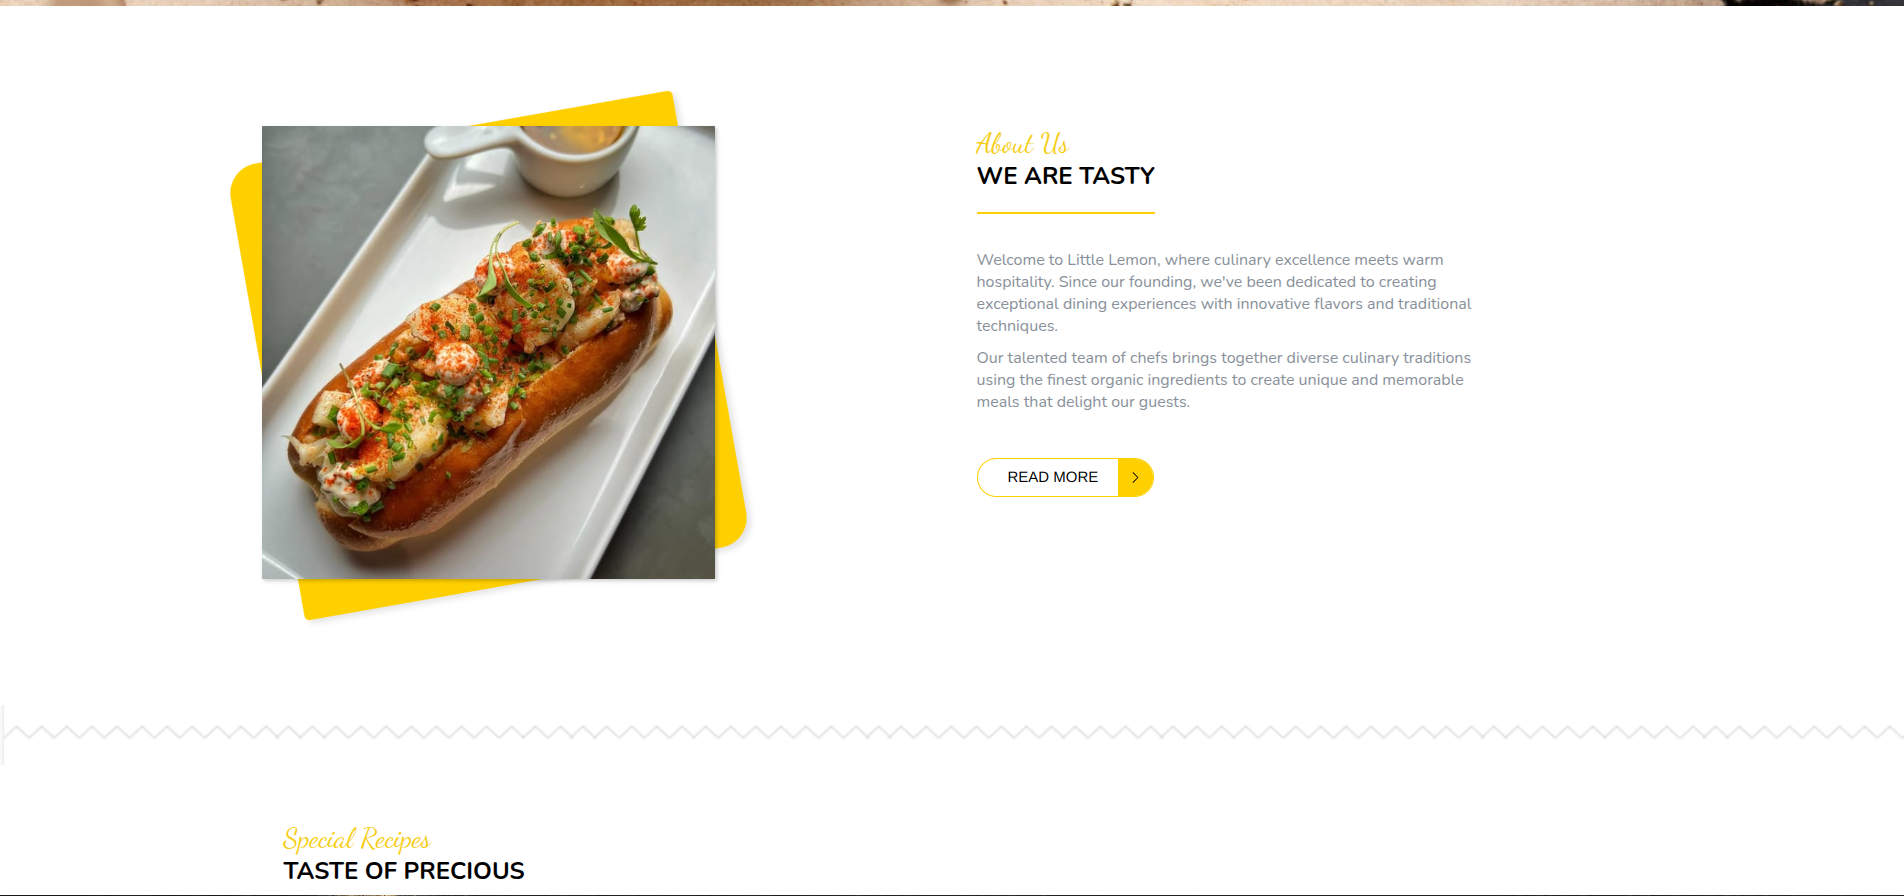 About Us
WE ARE TASTY
Welcome to Little Lemon, where culinary excellence meets warm
hospitality. Since our founding, we've been dedicated to creating
exceptional dining experiences with innovative flavors and traditional
techniques.
Our talented team of chefs brings together diverse culinary traditions
using the finest organic ingredients to create unique and memorable
meals that delight our guests.
READ MORE
Special Recipes
TASTE OF PRECIOUS